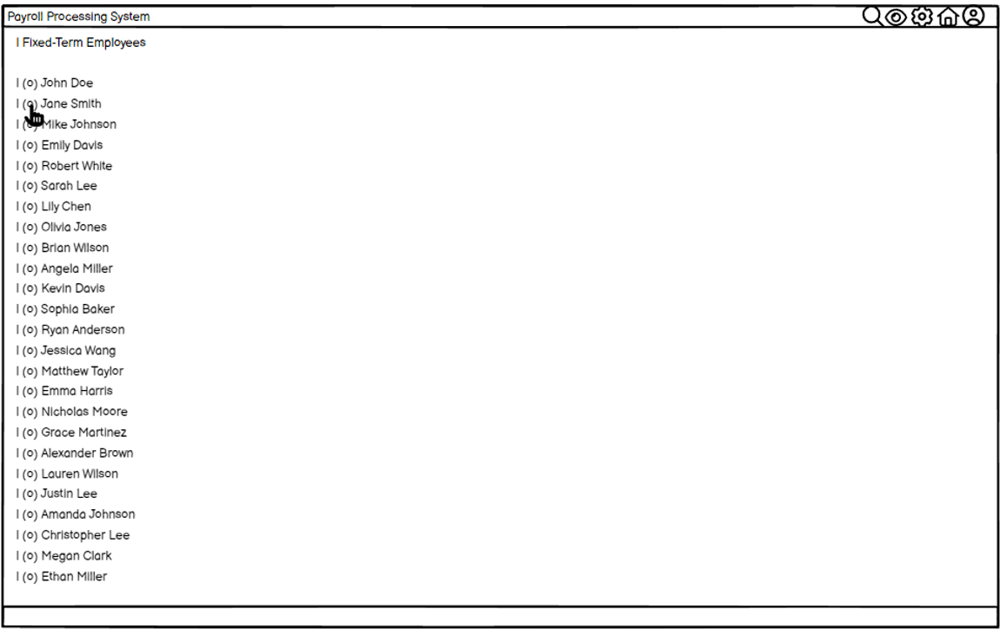 Payroll Processing System
| Fixed-Term Employees
| (o) John Doe
| (o) Jane Smith
| (o) Mike Johnson
| (o) Emily Davis
| (o) Robert White
| (o) Sarah Lee
| (o) Lily Chen
| (o) Olivia Jones
| (o) Brian Wilson
| (o) Angela Miller
| (o) Kevin Davis
| (o) Sophia Baker
| (o) Ryan Anderson
| (o) Jessica Wang
| (o) Matthew Taylor
| (o) Emma Harris
| (o) Nicholas Moore
| (o) Grace Martinez
| (o) Alexander Brown
| (o) Lauren Wilson
| (o) Justin Lee
| (o) Amanda Johnson
| (o) Christopher Lee
| (o) Megan Clark
| (o) Ethan Miller